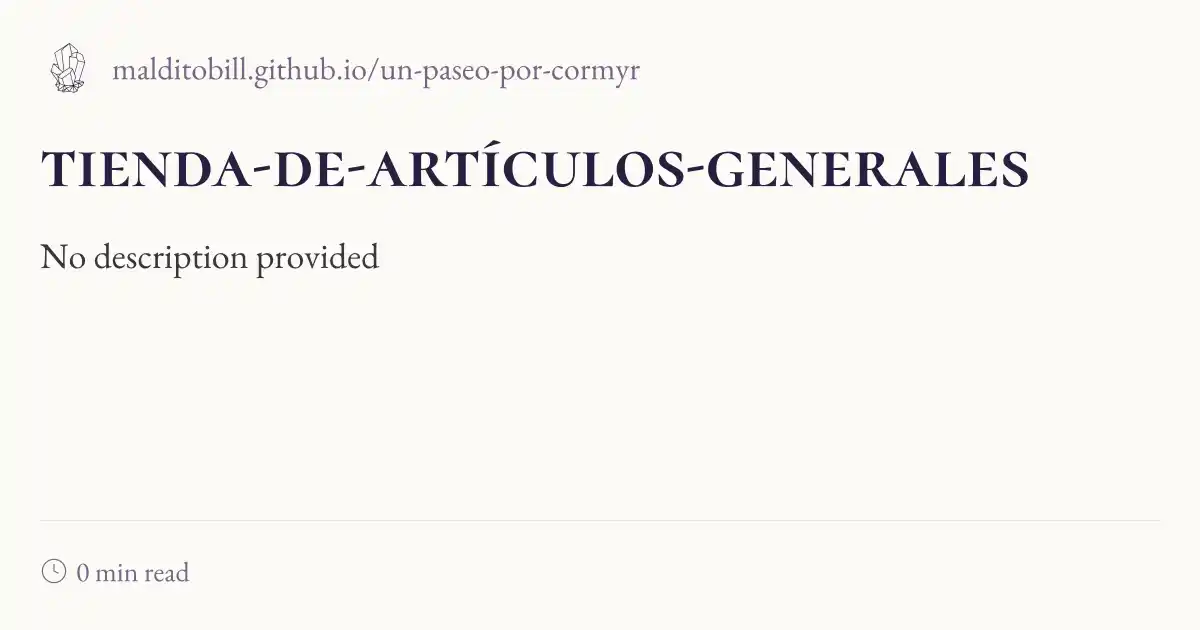 malditobill.github.io/un-paseo-por-cormyr
TIENDA-DE-ARTÍCULOS-GENERALES
No description provided
0 min read